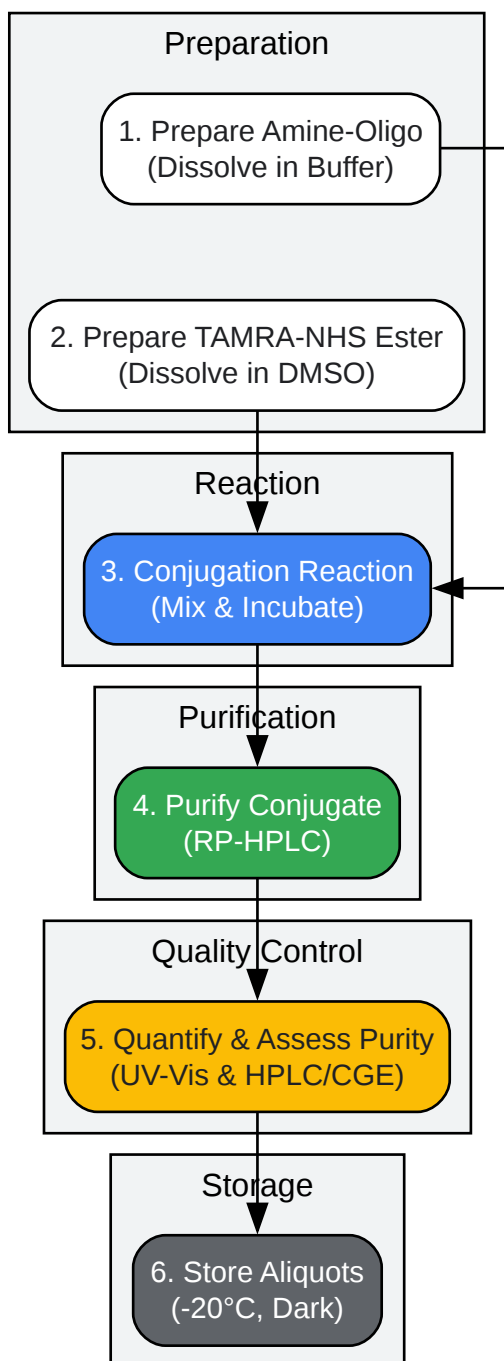 Preparation
1. Prepare Amine-Oligo
(Dissolve in Buffer)
2. Prepare TAMRA-NHS Ester
(Dissolve in DMSO)
Reaction
3. Conjugation Reaction
(Mix & Incubate)
Purification
4. Purify Conjugate
(RP-HPLC)
Quality Control
5. Quantify & Assess Purity
(UV-Vis & HPLC/CGE)
Storage
6. Store Aliquots
(-20°C, Dark)